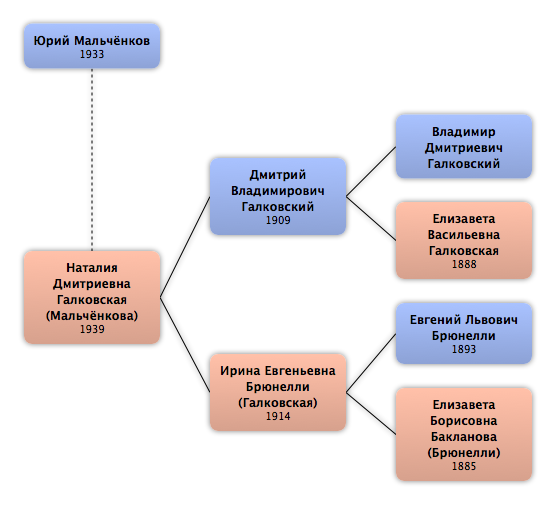 Юрий Мальчёнков
1933
Владимир
Дмитриевич
Галковский
Дмитрий
Владимирович
Галковский
1909
Елизавета
Васильевна
Галковская
1888
Наталия
Дмитриевна
Галковская
(Мальчёнкова)
1939
Евгений Львович
Брюнелли
1893
Ирина Евгеньевна
Брюнелли
(Галковская)
1914
Елизавета
Борисовна
Бакланова
(Брюнелли)
1885